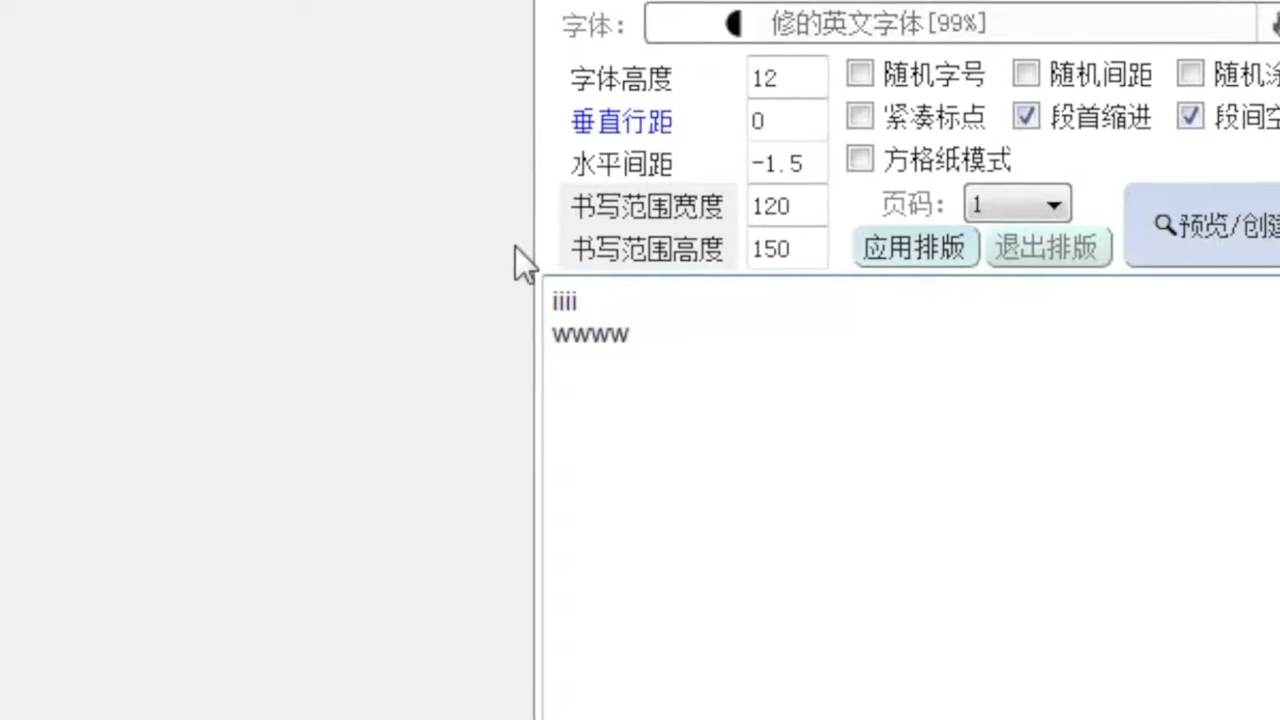 字体: 修的英文字体[99%]
字体高度 12 随机字号 随机间距 随机
垂直行距 0 紧凑标点 段首缩进 段间空
水平间距 -1.5 方格纸模式
书写范围宽度 120 页码: 1 预览/创建
书写范围高度 150 应用排版 退出排版
iiii
wwww